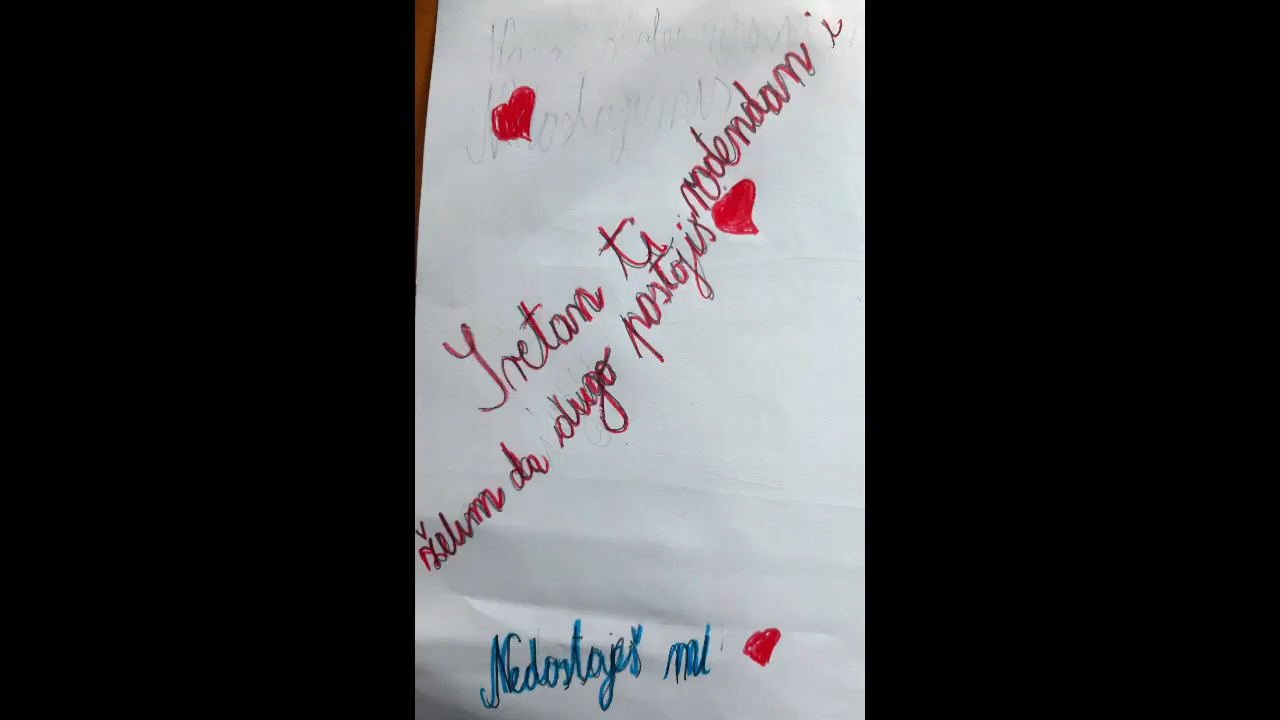 Sretan ti rođendan i
želim da dugo postojiš
Nedostaješ mi